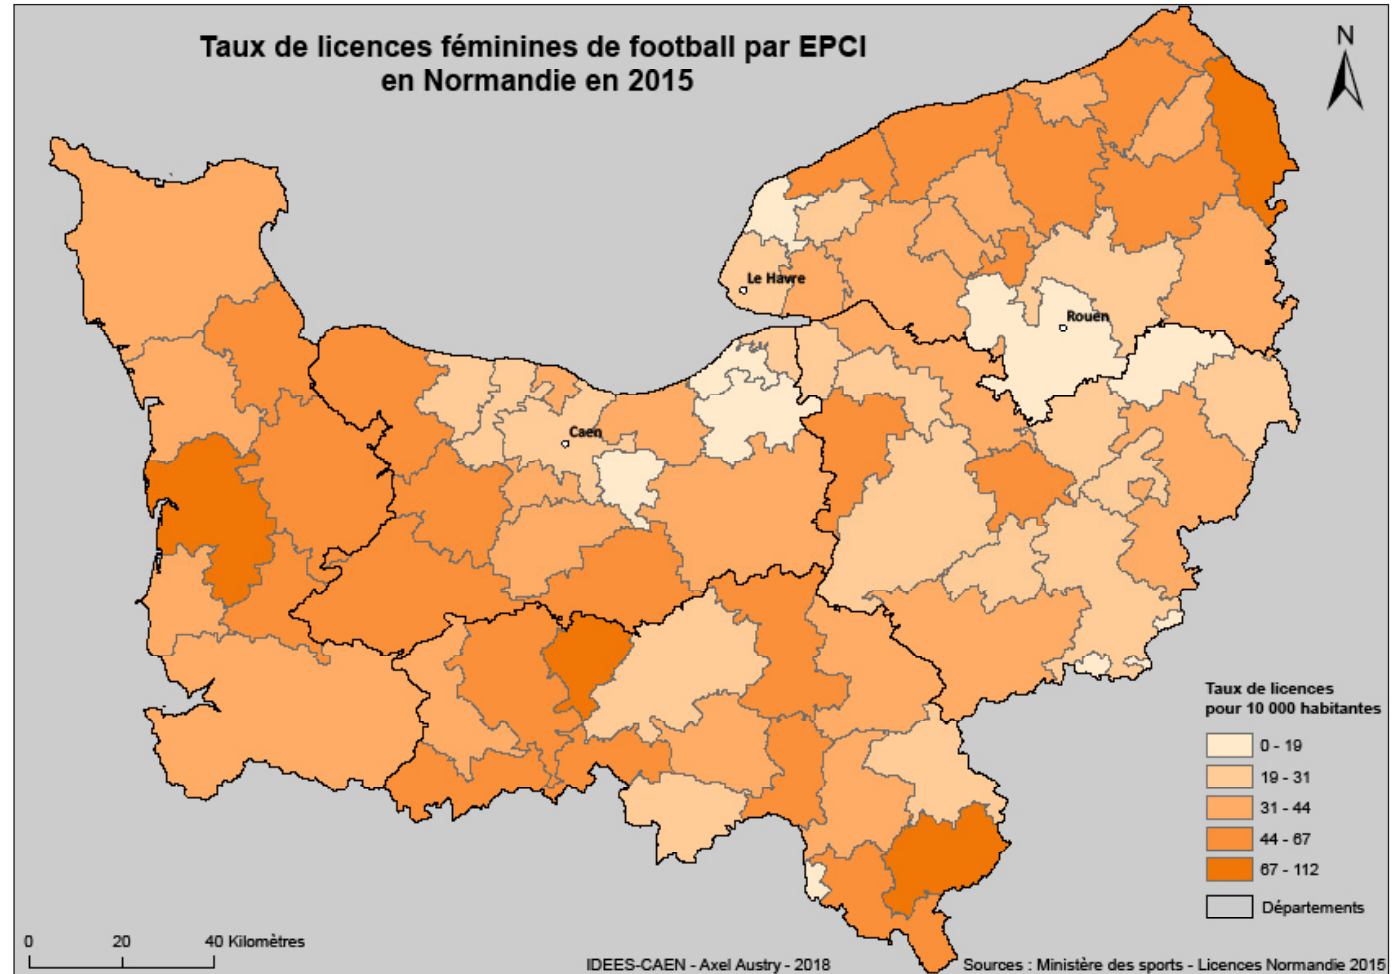 Taux de licences féminines de football par EPCI
en Normandie en 2015
N
Le Havre
Rouen
Caen
Taux de licences
pour 10 000 habitantes
0 - 19
19 - 31
31 - 44
44 - 67
67 - 112
Départements
0 20 40 Kilomètres
IDEES-CAEN - Axel Austry - 2018
Sources : Ministère des sports - Licences Normandie 2015